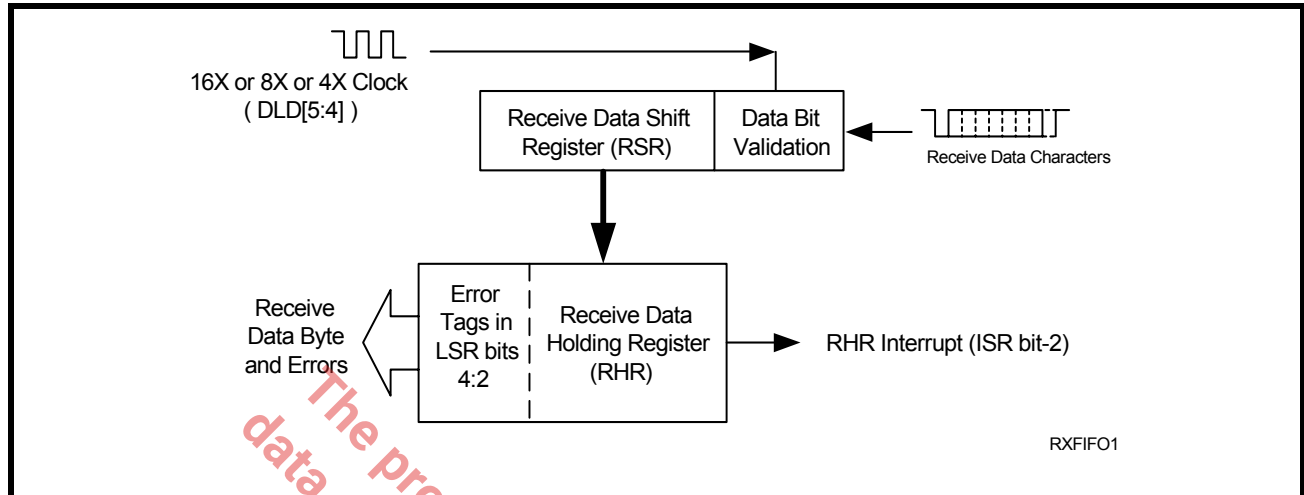 16X or 8X or 4X Clock
( DLD[5:4] )
Receive Data Shift
Register (RSR)
Data Bit
Validation
Receive Data Characters
Receive
Data Byte
and Errors
Error
Tags in
LSR bits
4:2
Receive Data
Holding Register
(RHR)
RHR Interrupt (ISR bit-2)
The
data
RXFIFO1